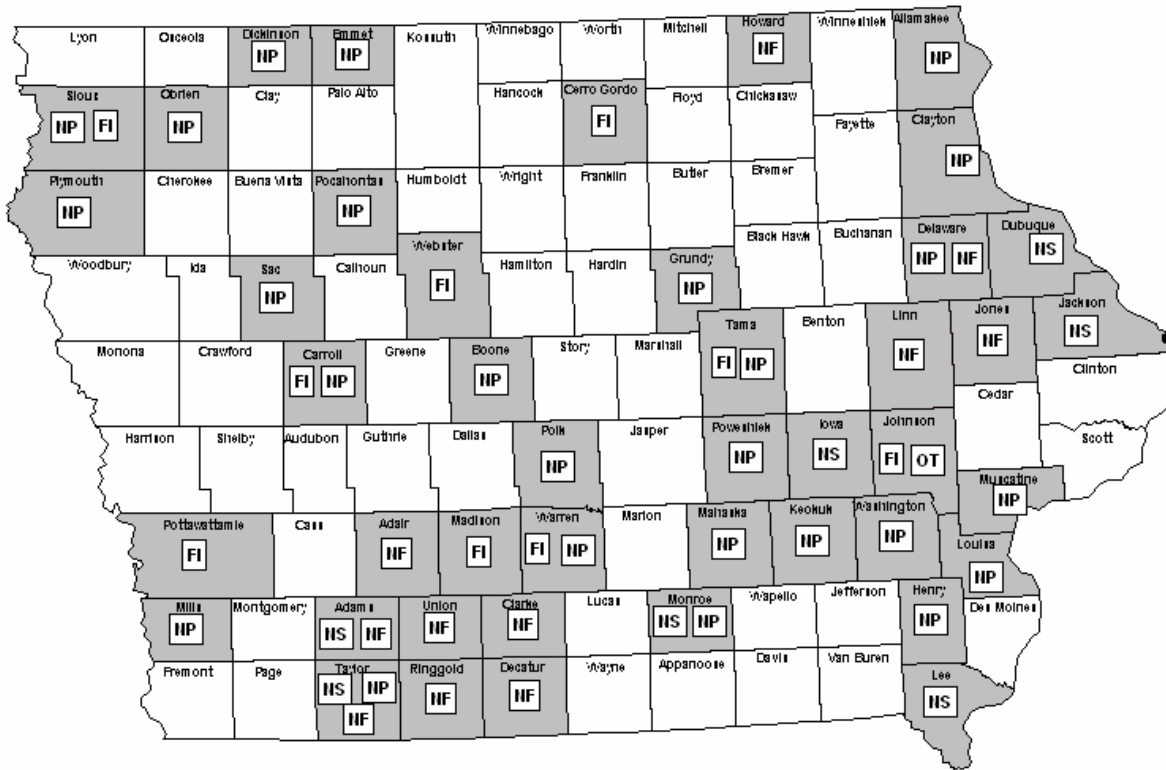 Lyon Osceola Dickinson Emmet Kossuth Winnebago Worth Mitchell Howard Winneshiek Allamakee
NP NP NF NP
Sioux Obrien Clay Palo Alto Hancock Cerro Gordo Floyd Chickasaw Fayette Clayton
NP FI NP FI NP
Plymouth Cherokee Buena Vista Pocahontas Humboldt Wright Franklin Butler Bremer
NP NP
Woodbury Ida Sac Calhoun Webster Hamilton Hardin Grundy Black Hawk Buchanan Delaware Dubuque
NP FI NP NP NF NS
Monona Crawford Carroll Greene Boone Story Marshall Tama Benton Linn Jones Jackson
FI NP NP FI NP NF NF NS
Clinton
Cedar
Harrison Shelby Audubon Guthrie Dallas Polk Jasper Poweshiek Iowa Johnson Scott
NP NP NS FI OT
Muscatine
NP
Pottawattamie Cass Adair Madison Warren Marion Mahaska Keokuk Washington Louisa
FI NF FI FI NP NP NP NP NP
Mills Montgomery Adams Union Clarke Lucas Monroe Wapello Jefferson Henry Des Moines
NP NS NF NF NF NS NP NP
Fremont Page Taylor Ringgold Decatur Wayne Appanoose Davis Van Buren Lee
NS NP NF NF NF NS